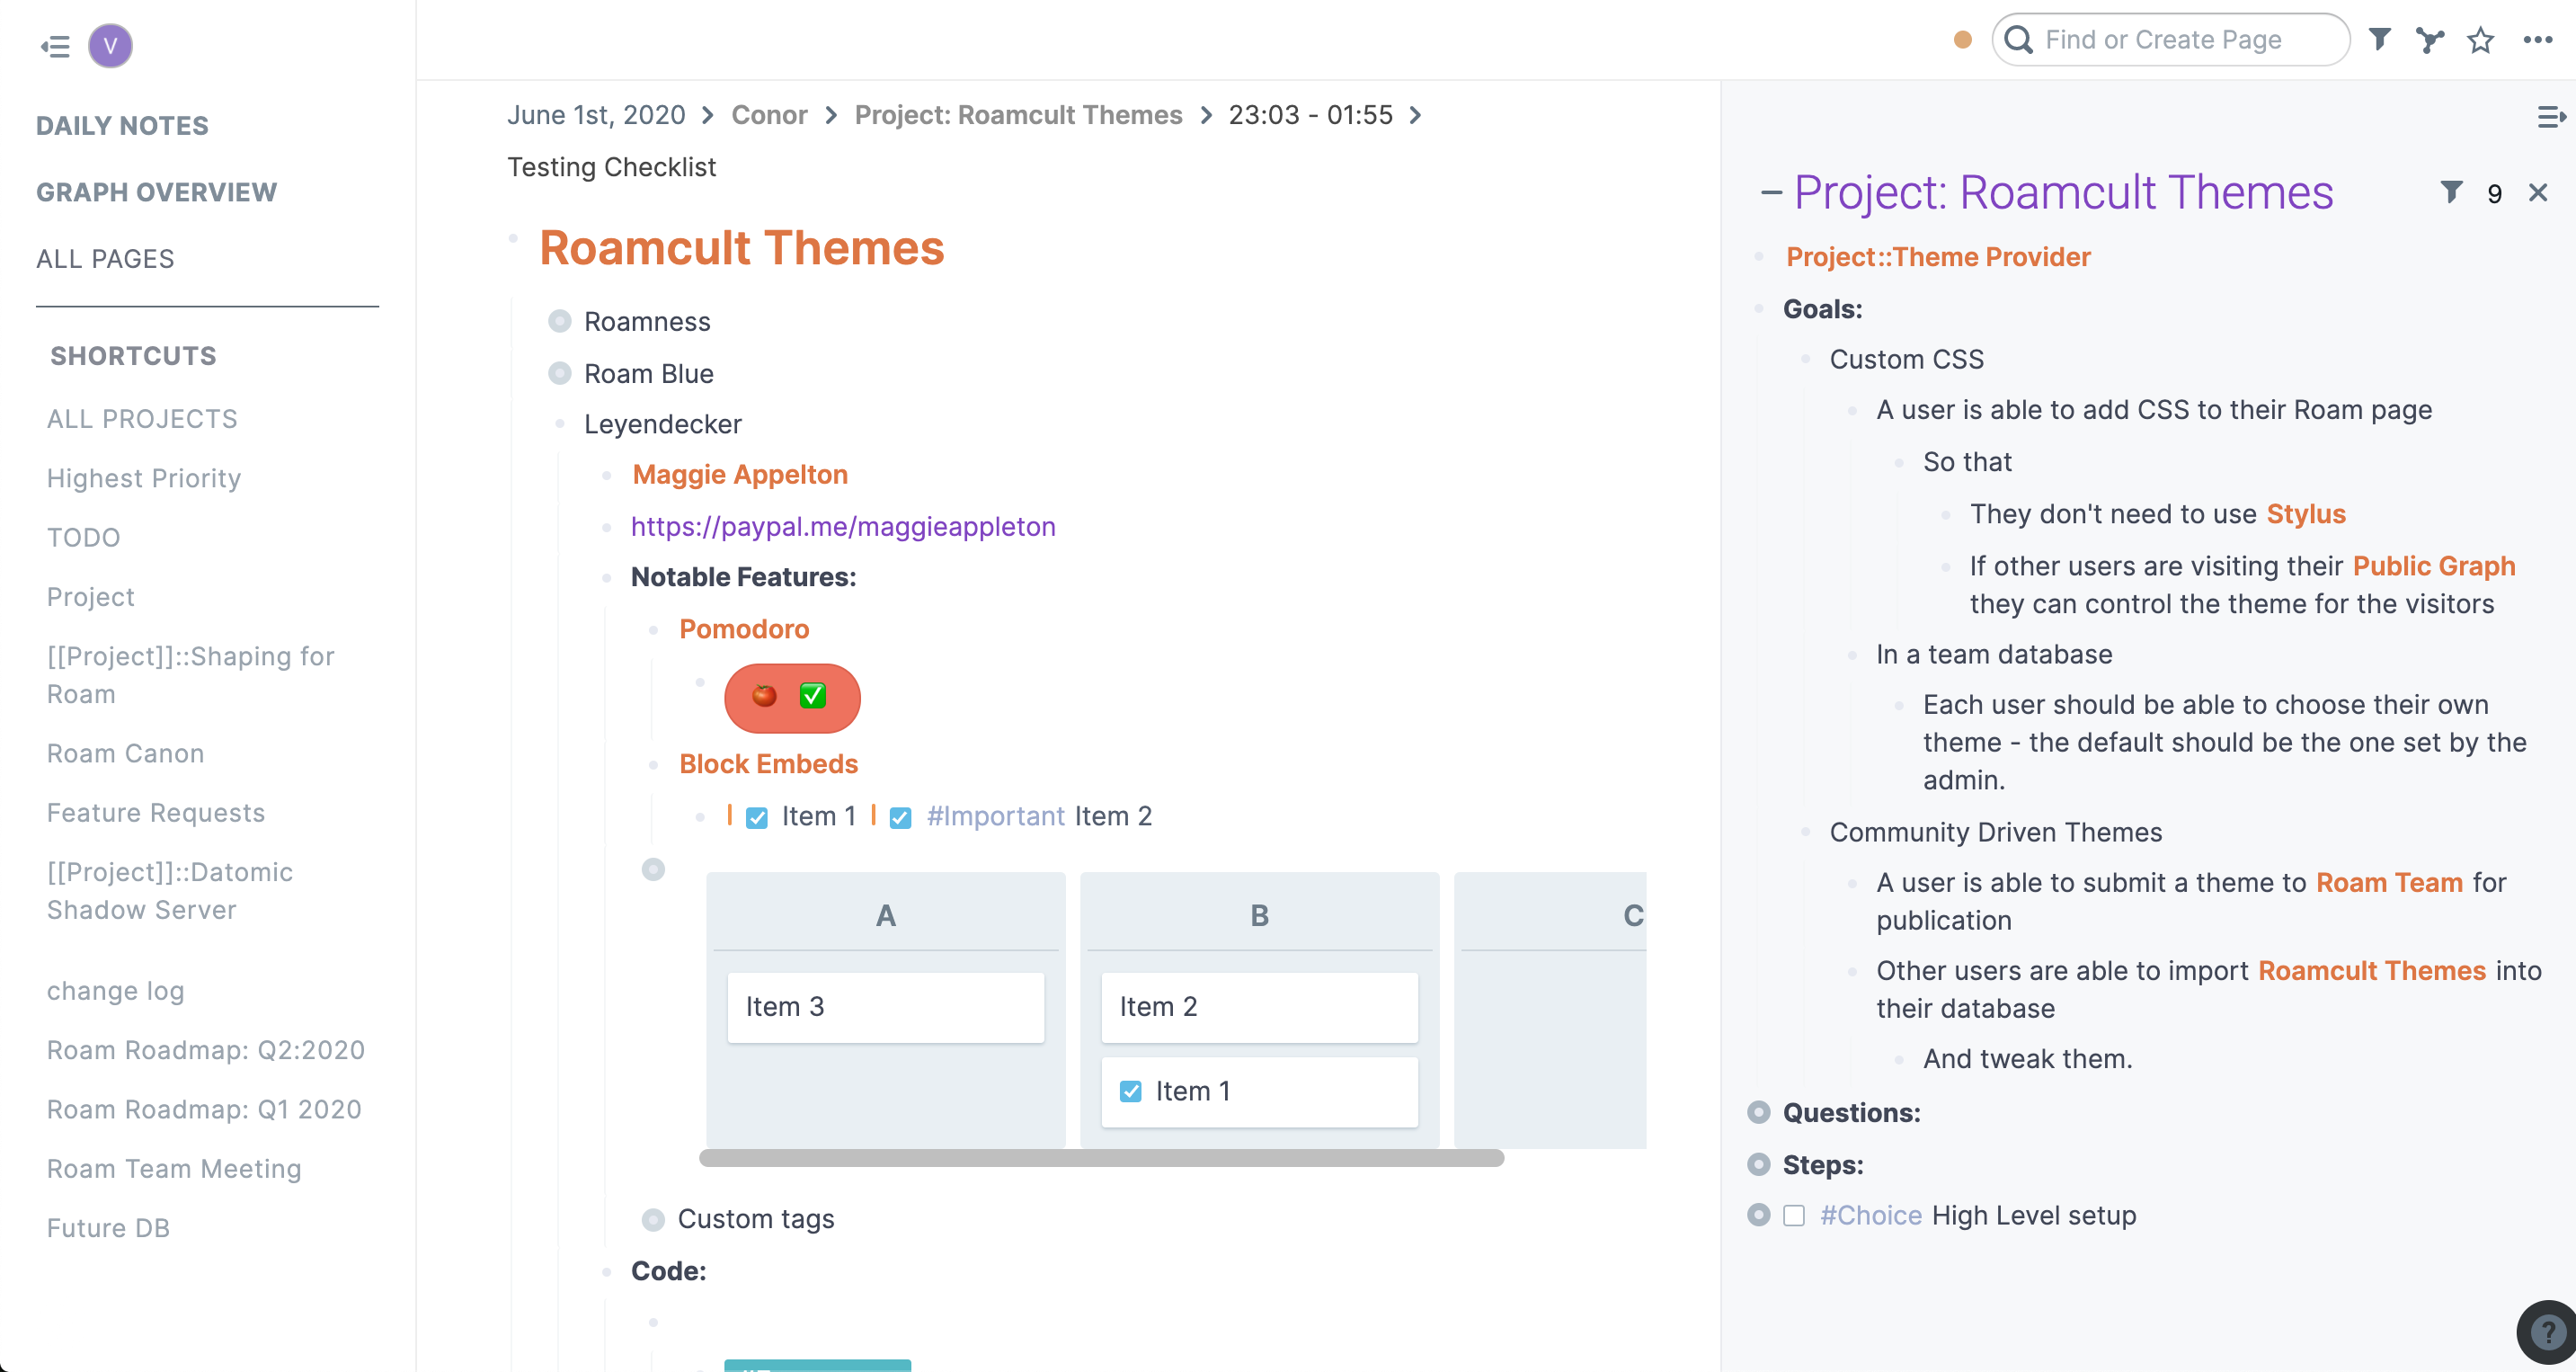 V
DAILY NOTES
GRAPH OVERVIEW
ALL PAGES
SHORTCUTS
ALL PROJECTS
Highest Priority
TODO
Project
[[Project]]::Shaping for
Roam
Roam Canon
Feature Requests
[[Project]]::Datomic
Shadow Server
change log
Roam Roadmap: Q2:2020
Roam Roadmap: Q1 2020
Roam Team Meeting
Future DB
Find or Create Page
June 1st, 2020 > Conor > Project: Roamcult Themes > 23:03 - 01:55 >
Testing Checklist
Roamcult Themes
Roamness
Roam Blue
Leyendecker
Maggie Appelton
https://paypal.me/maggieappleton
Notable Features:
Pomodoro
Block Embeds
Item 1 #Important Item 2
A B C
Item 3
Item 2
Item 1
Custom tags
Code:
Project: Roamcult Themes 9
Project::Theme Provider
Goals:
Custom CSS
A user is able to add CSS to their Roam page
So that
They don't need to use Stylus
If other users are visiting their Public Graph
they can control the theme for the visitors
In a team database
Each user should be able to choose their own
theme - the default should be the one set by the
admin.
Community Driven Themes
A user is able to submit a theme to Roam Team for
publication
Other users are able to import Roamcult Themes into
their database
And tweak them.
Questions:
Steps:
#Choice High Level setup
?